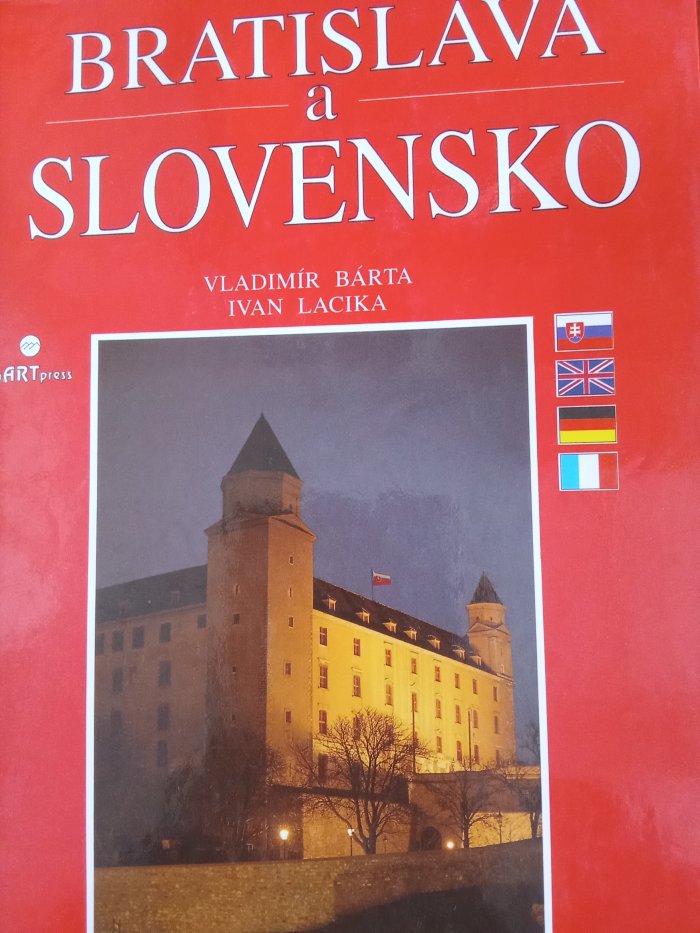 BRATISLAVA
a
SLOVENSKO
VLADIMÍR BÁRTA
IVAN LACIKA
ARTpress